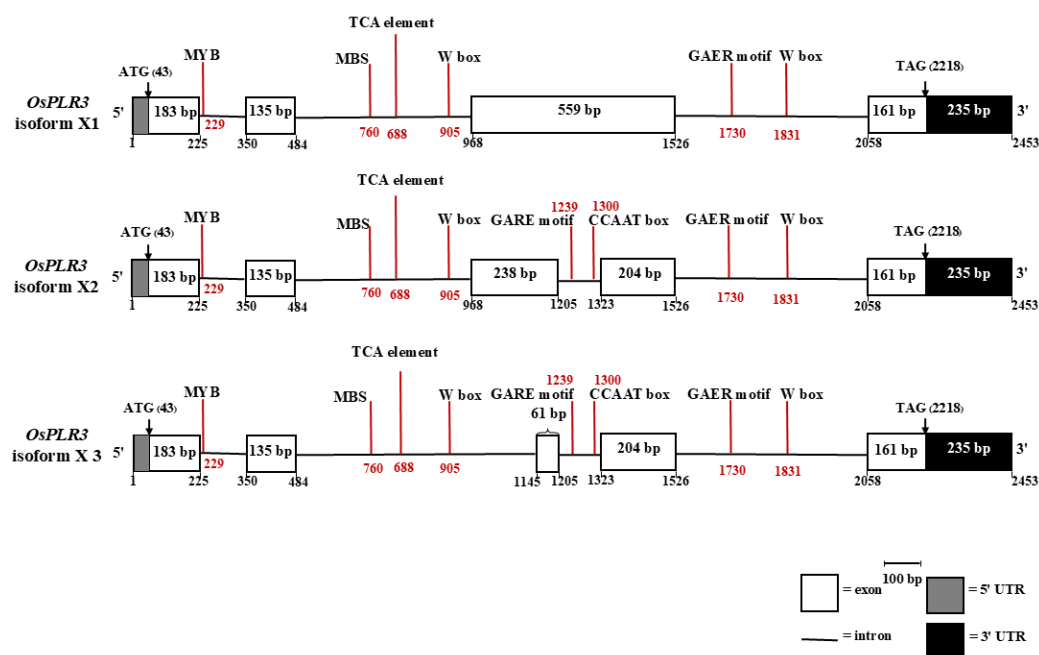 TCA element
MYB MBS W box GAER motif W box
ATG (43) TAG (2218)
OsPLR3
isoform X1
5' 183 bp 135 bp 559 bp 161 bp 235 bp 3'
229 760 688 905 1730 1831
1 225 350 484 968 1526 2058 2453
TCA element
1239 1300
MYB MBS W box GARE motif CCAAT box GAER motif W box
ATG (43) TAG (2218)
OsPLR3
isoform X2
5' 183 bp 135 bp 238 bp 204 bp 161 bp 235 bp 3'
229 760 688 905 1730 1831
1 225 350 484 968 1205 1323 1526 2058 2453
TCA element
1239 1300
MYB MBS W box GARE motif CCAAT box GAER motif W box
ATG (43) 61 bp TAG (2218)
OsPLR3
isoform X 3
5' 183 bp 135 bp 204 bp 161 bp 235 bp 3'
229 760 688 905 1730 1831
1 225 350 484 1145 1205 1323 1526 2058 2453
100 bp
= exon = 5' UTR
= intron = 3' UTR